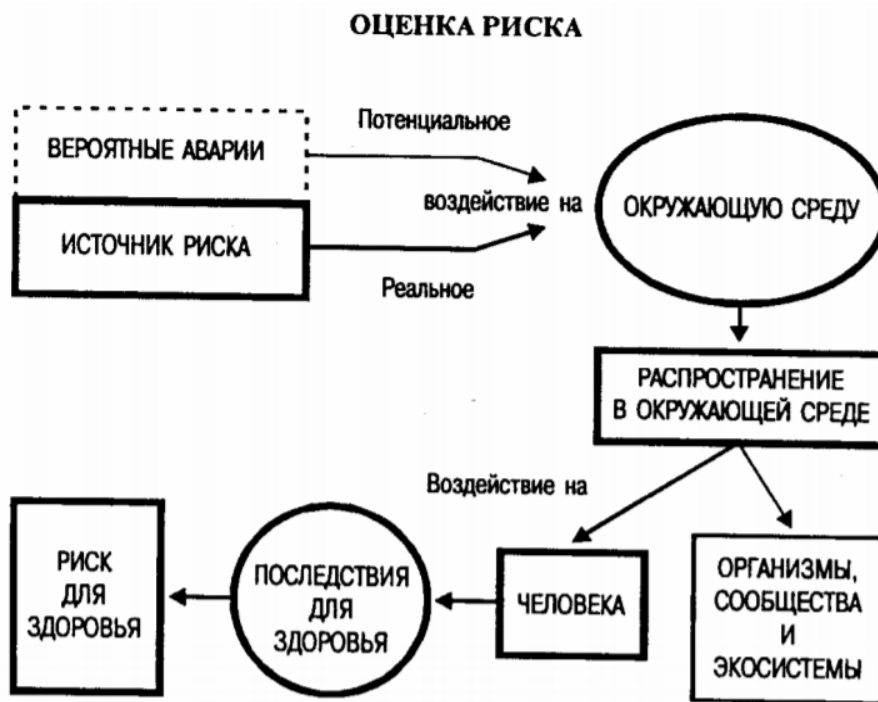 ОЦЕНКА РИСКА
ВЕРОЯТНЫЕ АВАРИИ
Потенциальное
ИСТОЧНИК РИСКА
воздействие на
Реальное
ОКРУЖАЮЩУЮ СРЕДУ
РАСПРОСТРАНЕНИЕ
В ОКРУЖАЮЩЕЙ СРЕДЕ
Воздействие на
ОРГАНИЗМЫ,
СООБЩЕСТВА
И
ЭКОСИСТЕМЫ
ЧЕЛОВЕКА
ПОСЛЕДСТВИЯ
ДЛЯ
ЗДОРОВЬЯ
РИСК
ДЛЯ
ЗДОРОВЬЯ